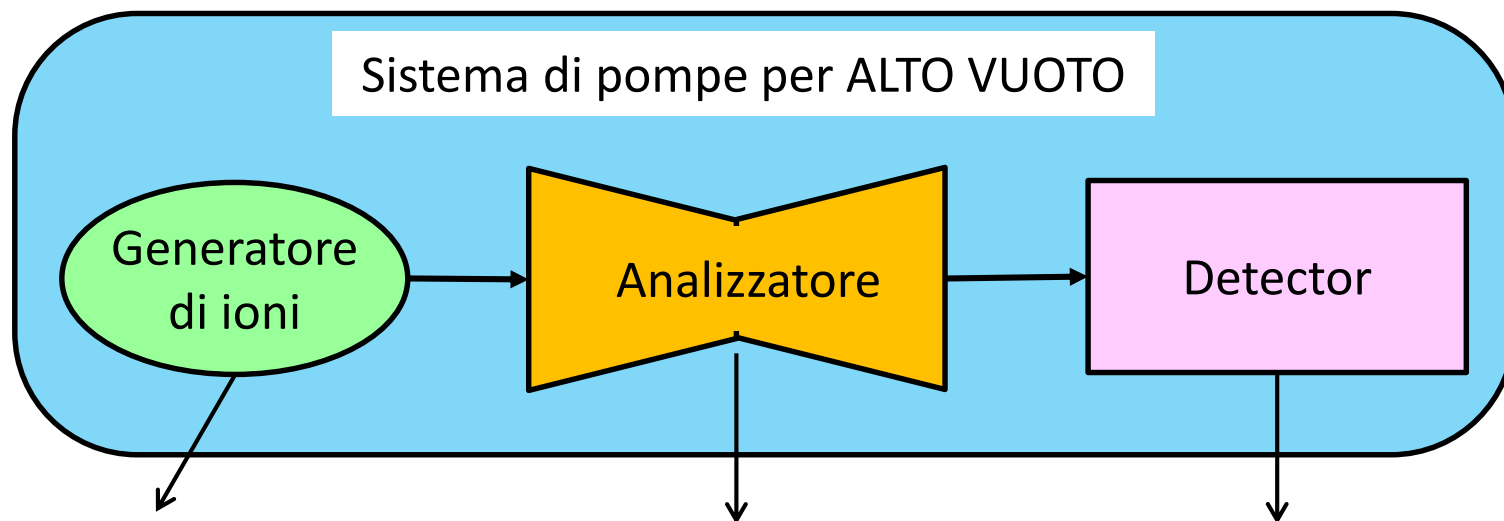 Sistema di pompe per ALTO VUOTO
Generatore
di ioni
Analizzatore
Detector